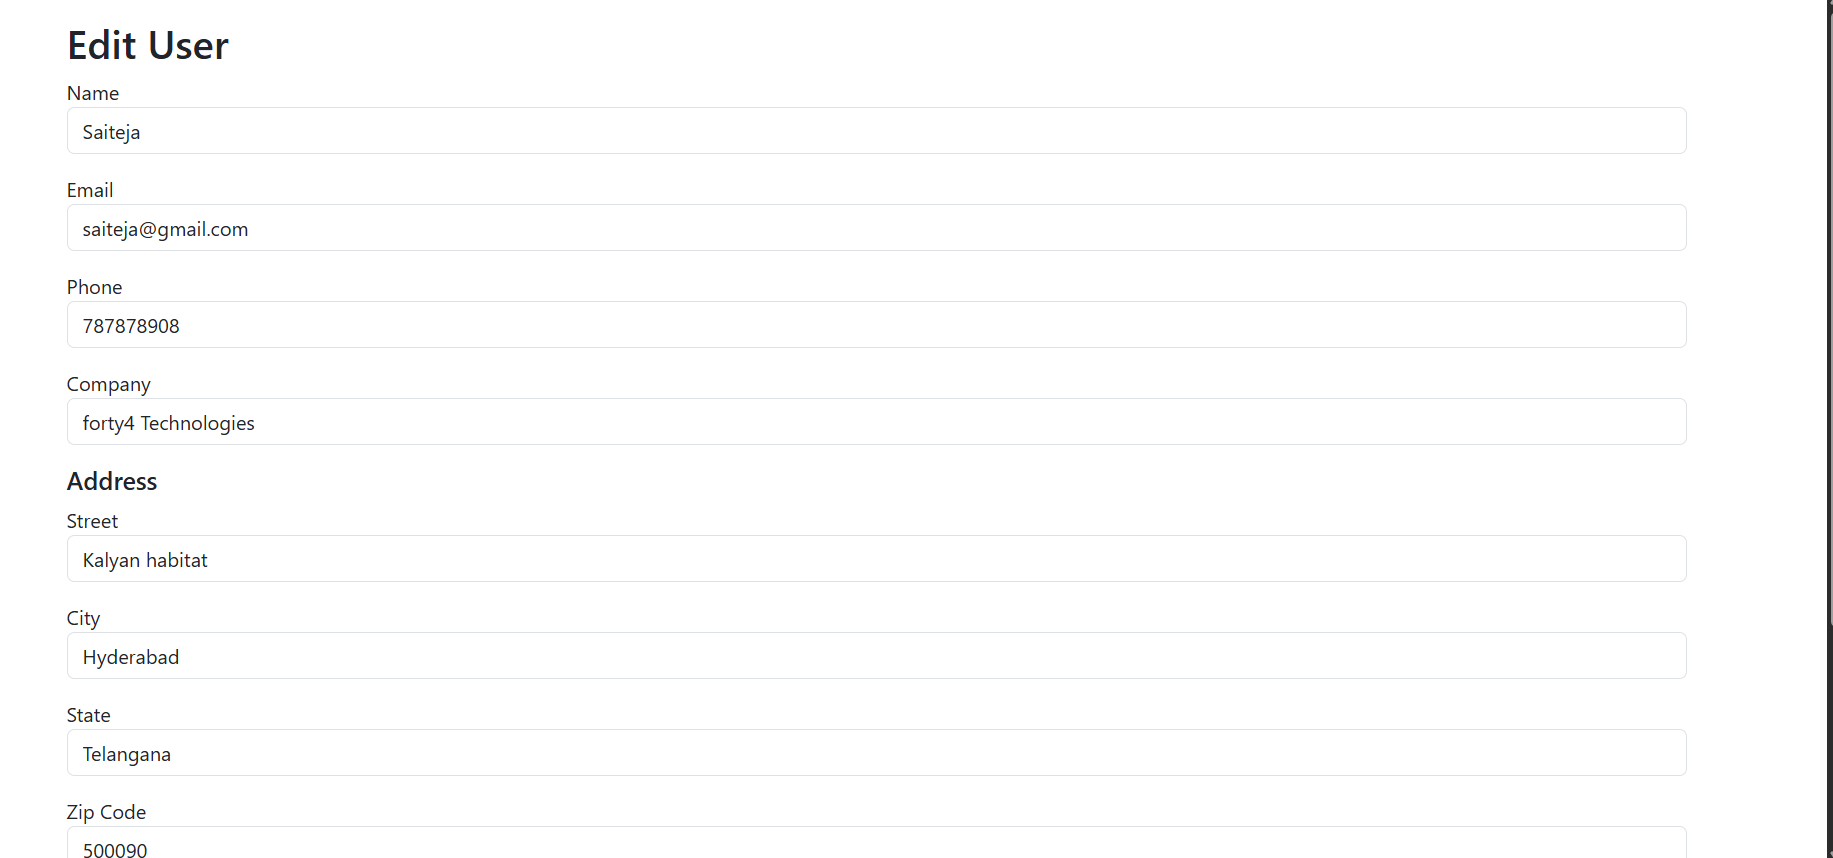 Edit User
Name
Saiteja
Email
saiteja@gmail.com
Phone
787878908
Company
forty4 Technologies
Address
Street
Kalyan habitat
City
Hyderabad
State
Telangana
Zip Code
500090